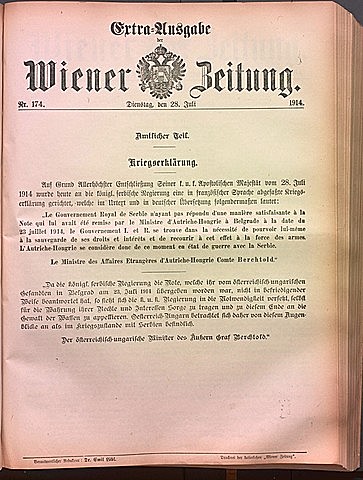 Extra-Ausgabe
der
Wiener Zeitung.
Nr. 174. Dienstag, den 28. Juli 1914.
Amtlicher Teil.
Kriegserklärung.
Auf Grund Allerhöchster Entschließung Seiner k. u. k. Apostolischen Majestät vom 28. Juli
1914 wurde heute an die königl. serbische Regierung eine in französischer Sprache abgefaßte Kriegs-
erklärung gerichtet, welche im Urtext und in deutscher Übersetzung folgendermaßen lautet:
„Le Gouvernement Royal de Serbie n'ayant pas répondu d'une manière satisfaisante à la
Note qui lui avait été remise par le Ministre d'Autriche-Hongrie à Belgrade à la date du
23 juillet 1914, le Gouvernement I. et R. se trouve dans la nécessité de pourvoir lui-même
à la sauvegarde de ses droits et intérêts et de recourir à cet effet à la force des armes.
L'Autriche-Hongrie se considère donc de ce moment en état de guerre avec la Serbie.
Le Ministre des Affaires Etrangères d'Autriche-Hongrie Comte Berchtold."
„Da die königl. serbische Regierung die Note, welche ihr vom österreichisch-ungarischen
Gesandten in Belgrad am 23. Juli 1914 übergeben worden war, nicht in befriedigender
Weise beantwortet hat, so sieht sich die k. u. k. Regierung in die Notwendigkeit versetzt, selbst
für die Wahrung ihrer Rechte und Interessen Sorge zu tragen und zu diesem Ende an die
Gewalt der Waffen zu appellieren. Oesterreich-Ungarn betrachtet sich daher von diesem Augen-
blicke an als im Kriegszustande mit Serbien befindlich.
Der österreichisch-ungarische Minister des Äußern Graf Berchtold."
Verantwortlicher Redakteur: Dr. Emil Löbl. Druckerei der kaiserlichen „Wiener Zeitung".